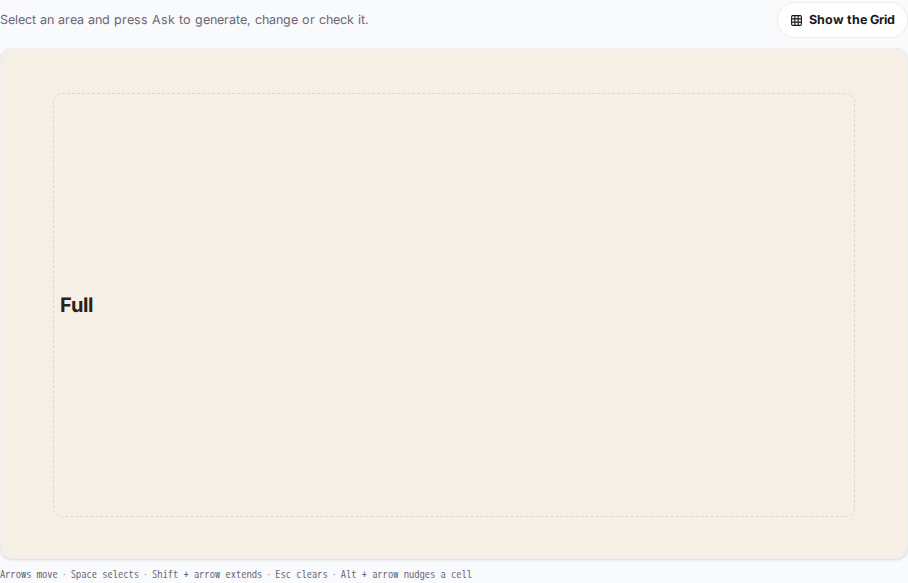 Select an area and press Ask to generate, change or check it.
Show the Grid
Full
Arrows move · Space selects · Shift + arrow extends · Esc clears · Alt + arrow nudges a cell